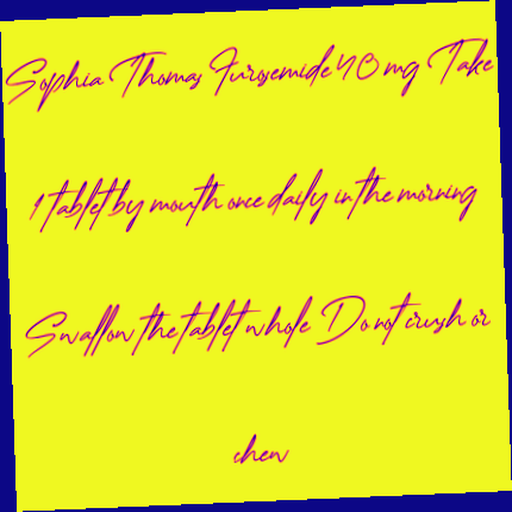 Sophia Thomas Furosemide 40 mg Take
1 tablet by mouth once daily in the morning
Swallow the tablet whole Do not crush or
chew